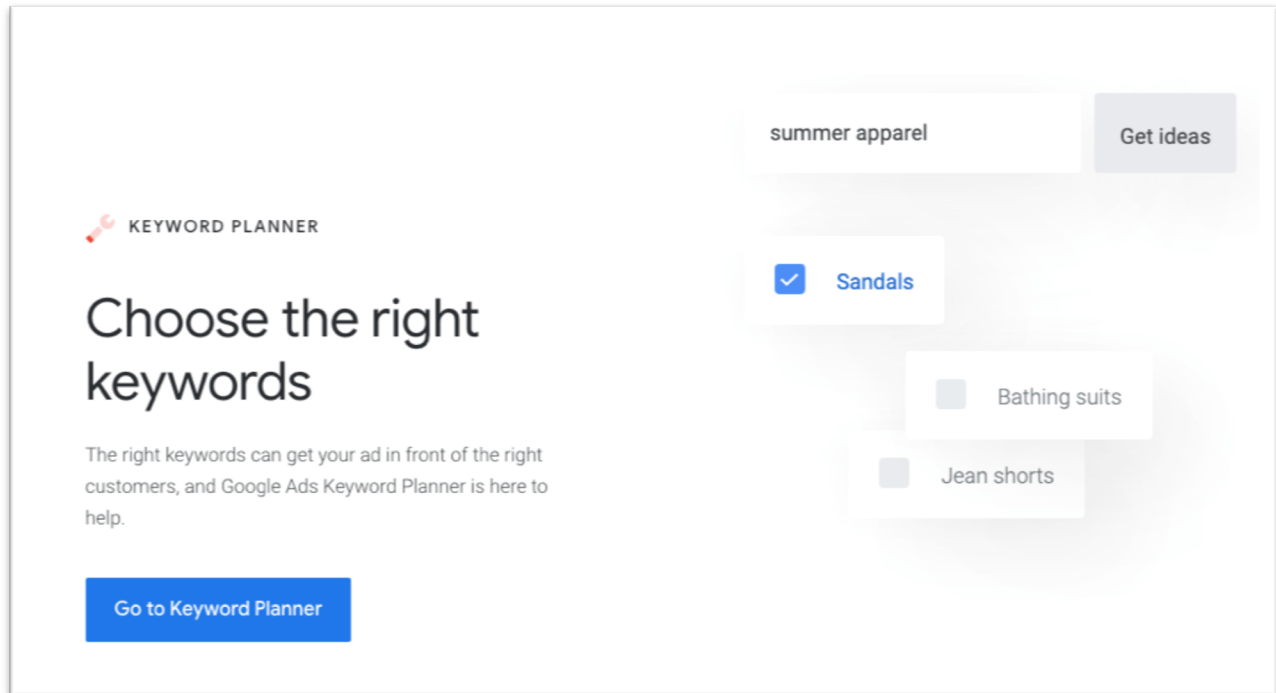 KEYWORD PLANNER
Choose the right
keywords
The right keywords can get your ad in front of the right
customers, and Google Ads Keyword Planner is here to
help.
Go to Keyword Planner
summer apparel
Get ideas
Sandals
Bathing suits
Jean shorts